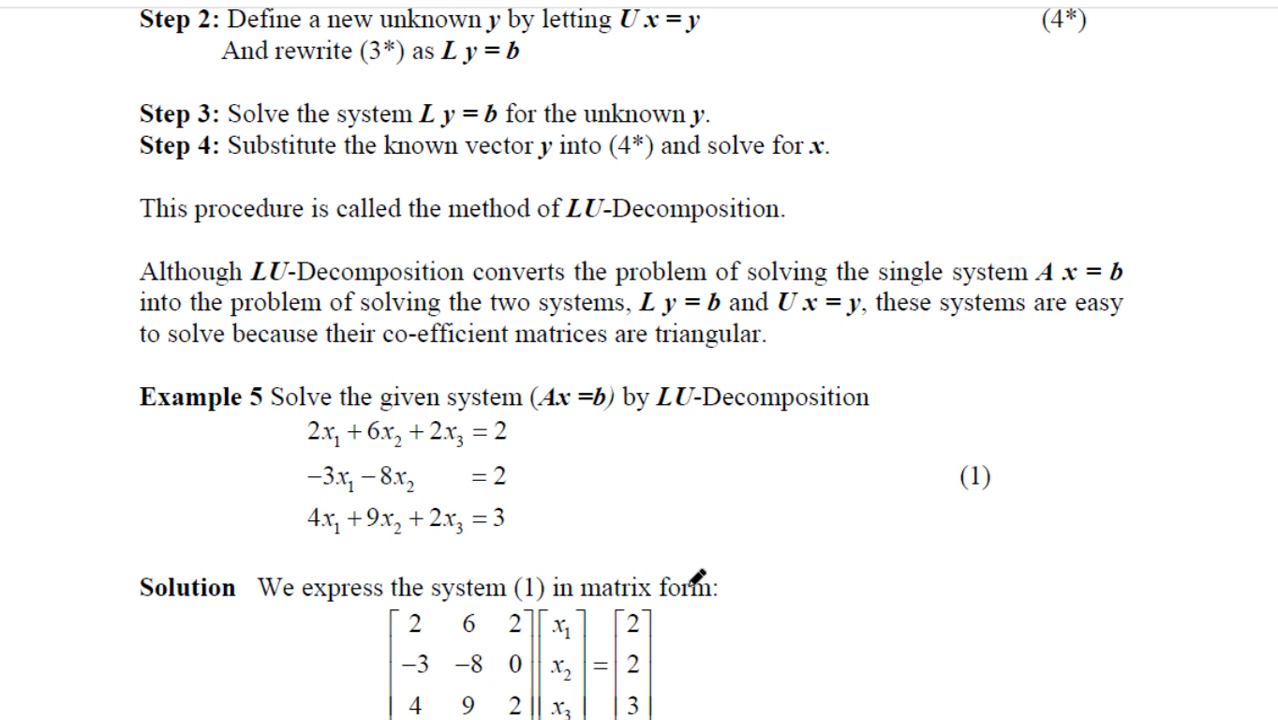 Step 2: Define a new unknown y by letting U x = y (4*)
And rewrite (3*) as L y = b
Step 3: Solve the system L y = b for the unknown y.
Step 4: Substitute the known vector y into (4*) and solve for x.
This procedure is called the method of LU-Decomposition.
Although LU-Decomposition converts the problem of solving the single system A x = b
into the problem of solving the two systems, L y = b and U x = y, these systems are easy
to solve because their co-efficient matrices are triangular.
Example 5 Solve the given system (Ax =b) by LU-Decomposition
2x₁ + 6x₂ + 2x₃ = 2
−3x₁ − 8x₂ = 2 (1)
4x₁ + 9x₂ + 2x₃ = 3
Solution We express the system (1) in matrix form:
2 6 2 x₁ 2
−3 −8 0 x₂ = 2
4 9 2 x₃ 3